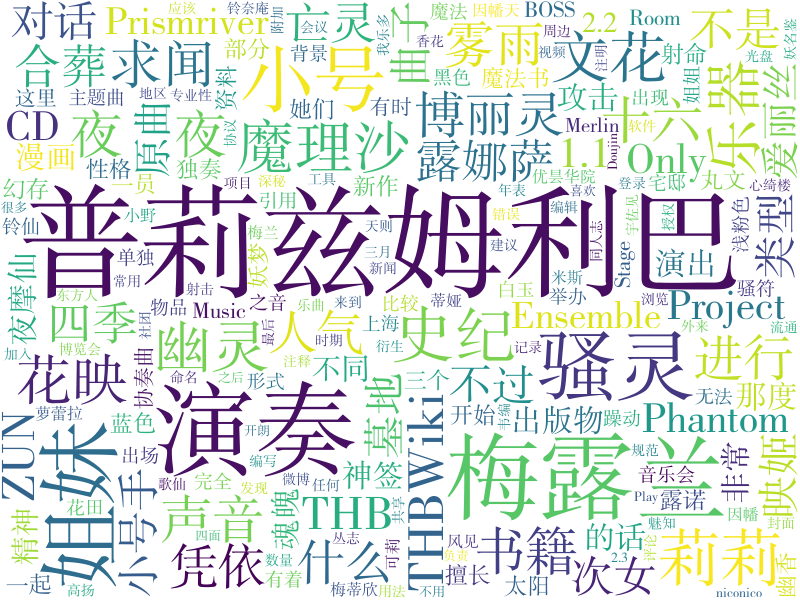 普莉兹姆利巴
演奏
梅露兰
姐妹
骚灵
小号
史纪
幽灵
花映
魔理沙
夜
夜
求闻
雾雨
文花
不是
乐器
十六
曲子
亡灵
对话
合葬
Prismriver
CD
漫画
原曲
博丽灵
露娜萨
攻击
1.1
Only
爱丽丝
类型
演出
Project
进行
那度
Phantom
Ensemble
人气
四季
墓地
不过
不同
声音
THB
THBWiki
什么
凭依
书籍
次女
的话
莉莉
非常
映姬
ZUN
小号手
夜摩仙
神签
魂魄
出版物
躁动
音乐会
露诺
太阳
幽香
擅长
一起
精神
蓝色
协奏曲
Music
之音
妖梦
引用
独奏
单独
性格
主题曲
这里
幻存
铃仙
一员
部分
资料
背景
魔法书
魔法
黑色
有时
她们
射命
出现
BOSS
2.2
Room
Merlin
丸文
宅邸
优昙华院
新作
Stage
浅粉色
骚符
举办
比较
上海
形式
三个
开始
无法
完全
有着
出场
物品
花田
萝蕾拉
梅蒂欣
可莉
风见
因幡
魅知
niconico
Play
2.3
Doujin
同人志
铃奈庵
附加
会议
因幡天
我乐多
香花
周边
视频
注明
姐姐
应该
光盘
妖名鉴
软件
心绮楼
宇佐见
授权
登录
喜欢
年表
工具
深秘
项目
错误
编辑
建议
天则
三月
新闻
米斯
蒂娅
白玉
梅兰
小野
常用
射击
乐曲
来到
衍生
浏览
外来
流通
记录
规范
封面
评论
负责
不用
用法
共享
丛志
书编
任何
微博
发现
数量
歌仙
编写
开朗
四面
高扬
命名
之后
注释
时期
最后
社团
博览会
加入
东方人
很多
协议
地区
专业性